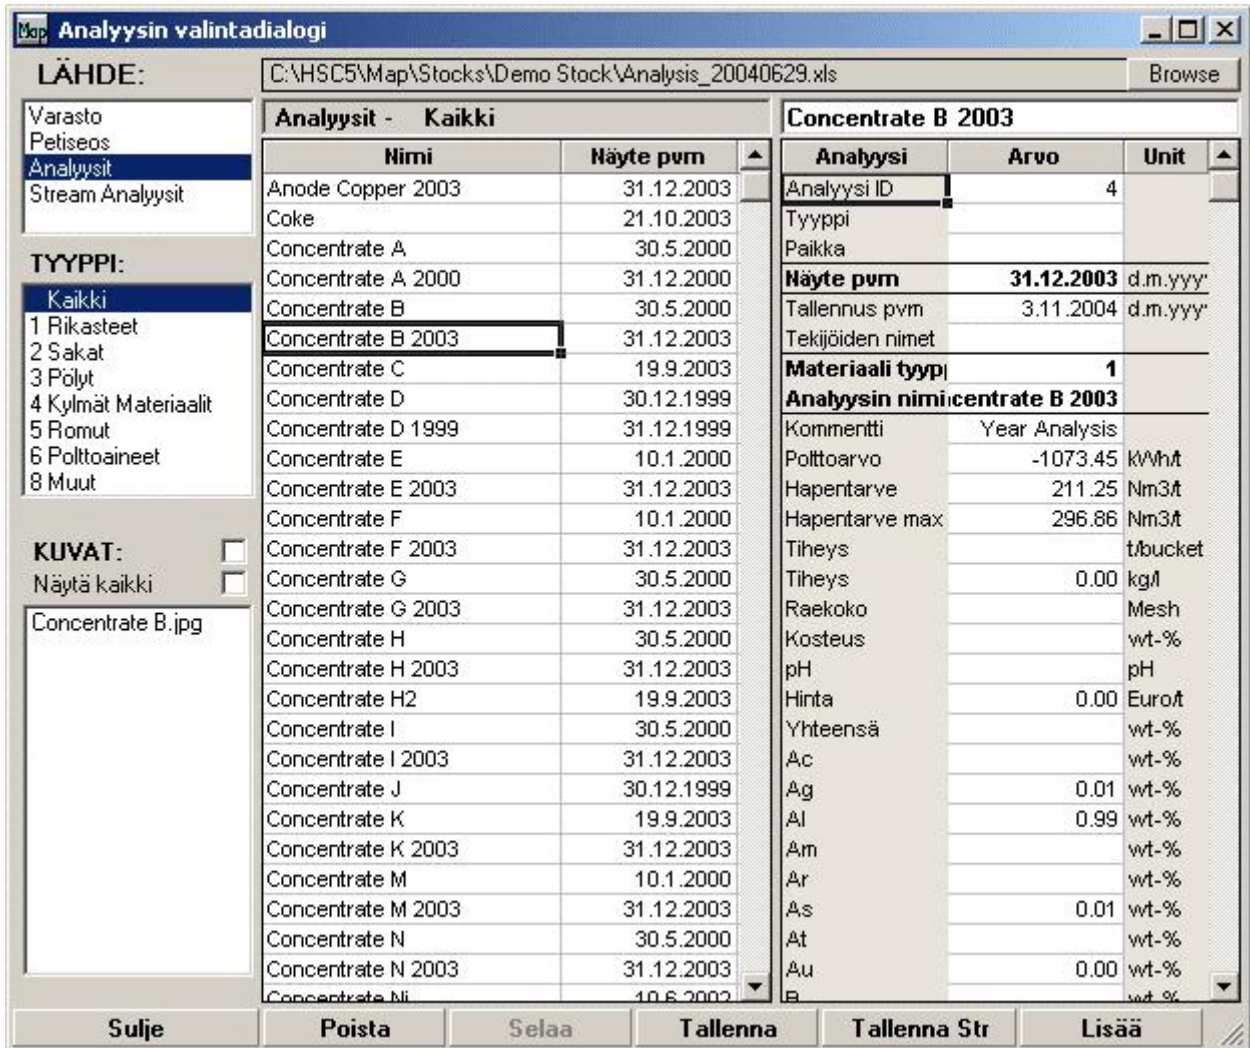 Map Analyysin valintadialogi
LÄHDE:
C:\HSC5\Map\Stocks\Demo Stock\Analysis_20040629.xls
Browse
Varasto
Petiseos
Analyysit
Stream Analyysit
TYYPPI:
Kaikki
1 Rikasteet
2 Sakat
3 Pölyt
4 Kylmät Materiaalit
5 Romut
6 Polttoaineet
8 Muut
KUVAT:
Näytä kaikki
Concentrate B.jpg
Analyysit - Kaikki
Nimi Näyte pvm
Anode Copper 2003 31.12.2003
Coke 21.10.2003
Concentrate A 30.5.2000
Concentrate A 2000 31.12.2000
Concentrate B 30.5.2000
Concentrate B 2003 31.12.2003
Concentrate C 19.9.2003
Concentrate D 30.12.1999
Concentrate D 1999 31.12.1999
Concentrate E 10.1.2000
Concentrate E 2003 31.12.2003
Concentrate F 10.1.2000
Concentrate F 2003 31.12.2003
Concentrate G 30.5.2000
Concentrate G 2003 31.12.2003
Concentrate H 30.5.2000
Concentrate H 2003 31.12.2003
Concentrate H2 19.9.2003
Concentrate I 30.5.2000
Concentrate I 2003 31.12.2003
Concentrate J 30.12.1999
Concentrate K 19.9.2003
Concentrate K 2003 31.12.2003
Concentrate M 10.1.2000
Concentrate M 2003 31.12.2003
Concentrate N 30.5.2000
Concentrate N 2003 31.12.2003
Concentrate Ni 10.6.2002
Concentrate B 2003
Analyysi Arvo Unit
Analyysi ID 4
Tyyppi
Paikka
Näyte pvm 31.12.2003 d.m.yyy
Tallennus pvm 3.11.2004 d.m.yyy
Tekijöiden nimet
Materiaali tyyp 1
Analyysin nimi centrate B 2003
Kommentti Year Analysis
Polttoarvo -1073.45 kWh/t
Hapentarve 211.25 Nm3/t
Hapentarve max 296.86 Nm3/t
Tiheys t/bucket
Tiheys 0.00 kg/l
Raekoko Mesh
Kosteus wt-%
pH pH
Hinta 0.00 Euro/t
Yhteensä wt-%
Ac wt-%
Ag 0.01 wt-%
Al 0.99 wt-%
Am wt-%
Ar wt-%
As 0.01 wt-%
At wt-%
Au 0.00 wt-%
B wt-%
Sulje Poista Selaa Tallenna Tallenna Str Lisää